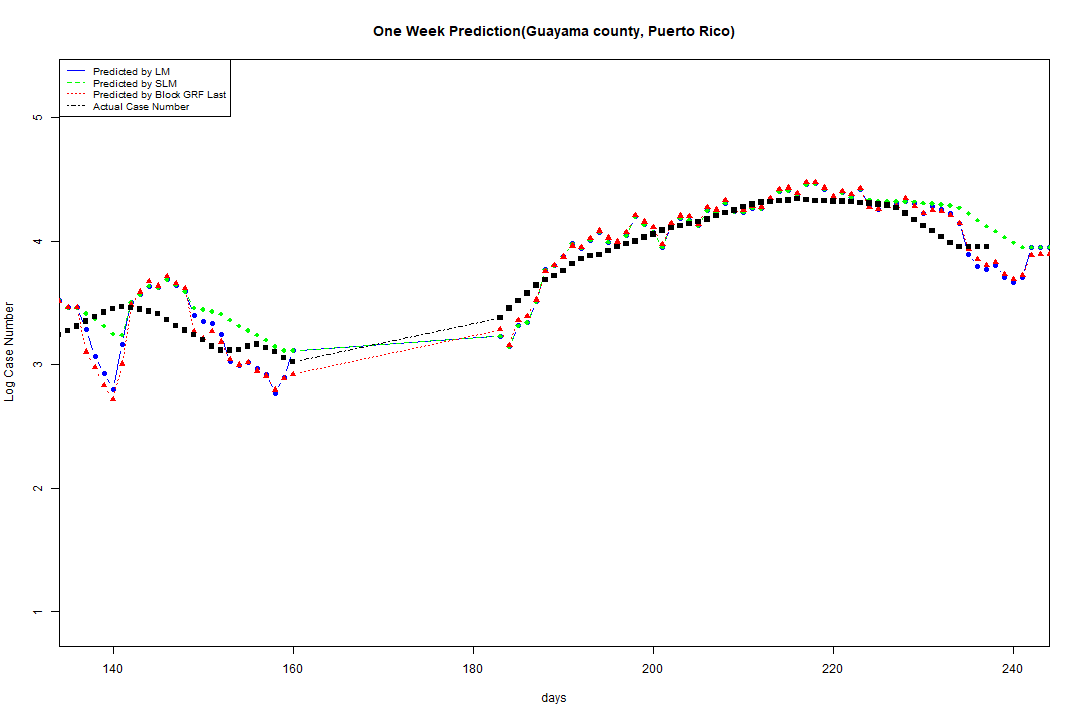 One Week Prediction(Guayama county, Puerto Rico)
Predicted by LM
Predicted by SLM
Predicted by Block GRF Last
Actual Case Number
5
4
3
2
1
Log Case Number
140 160 180 200 220 240
days